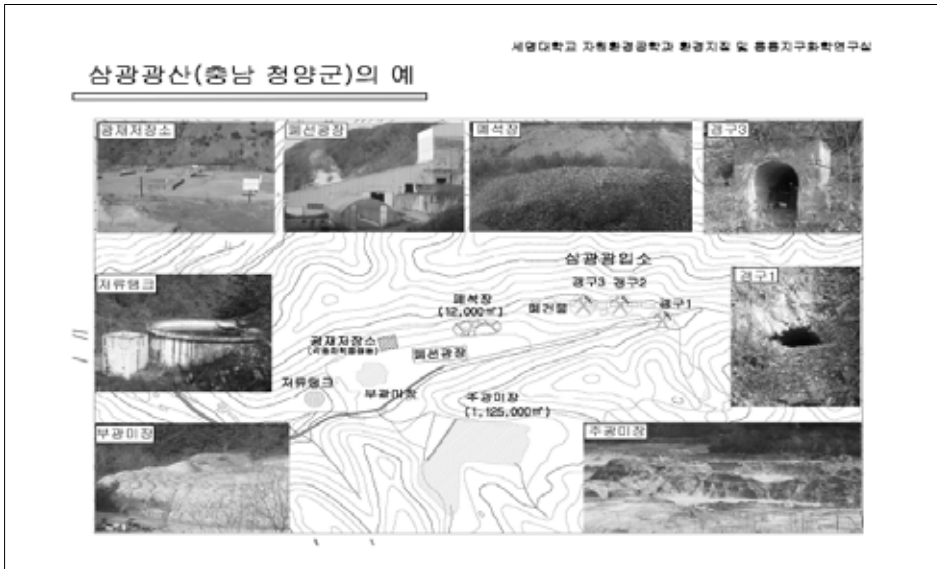 세명대학교 자원환경공학과 환경지질 및 응용지구화학연구실
삼광광산(충남 청양군)의 예
광재저장소
폐선광장
폐석장
갱구3
삼광광업소
저류탱크
갱구1
갱구3 갱구2
폐건물
갱구1
폐석장
(12,000㎡)
광재저장소
폐선광장
저류탱크
부광미장
주광미장
(1,125,000㎡)
부광미장
주광미장